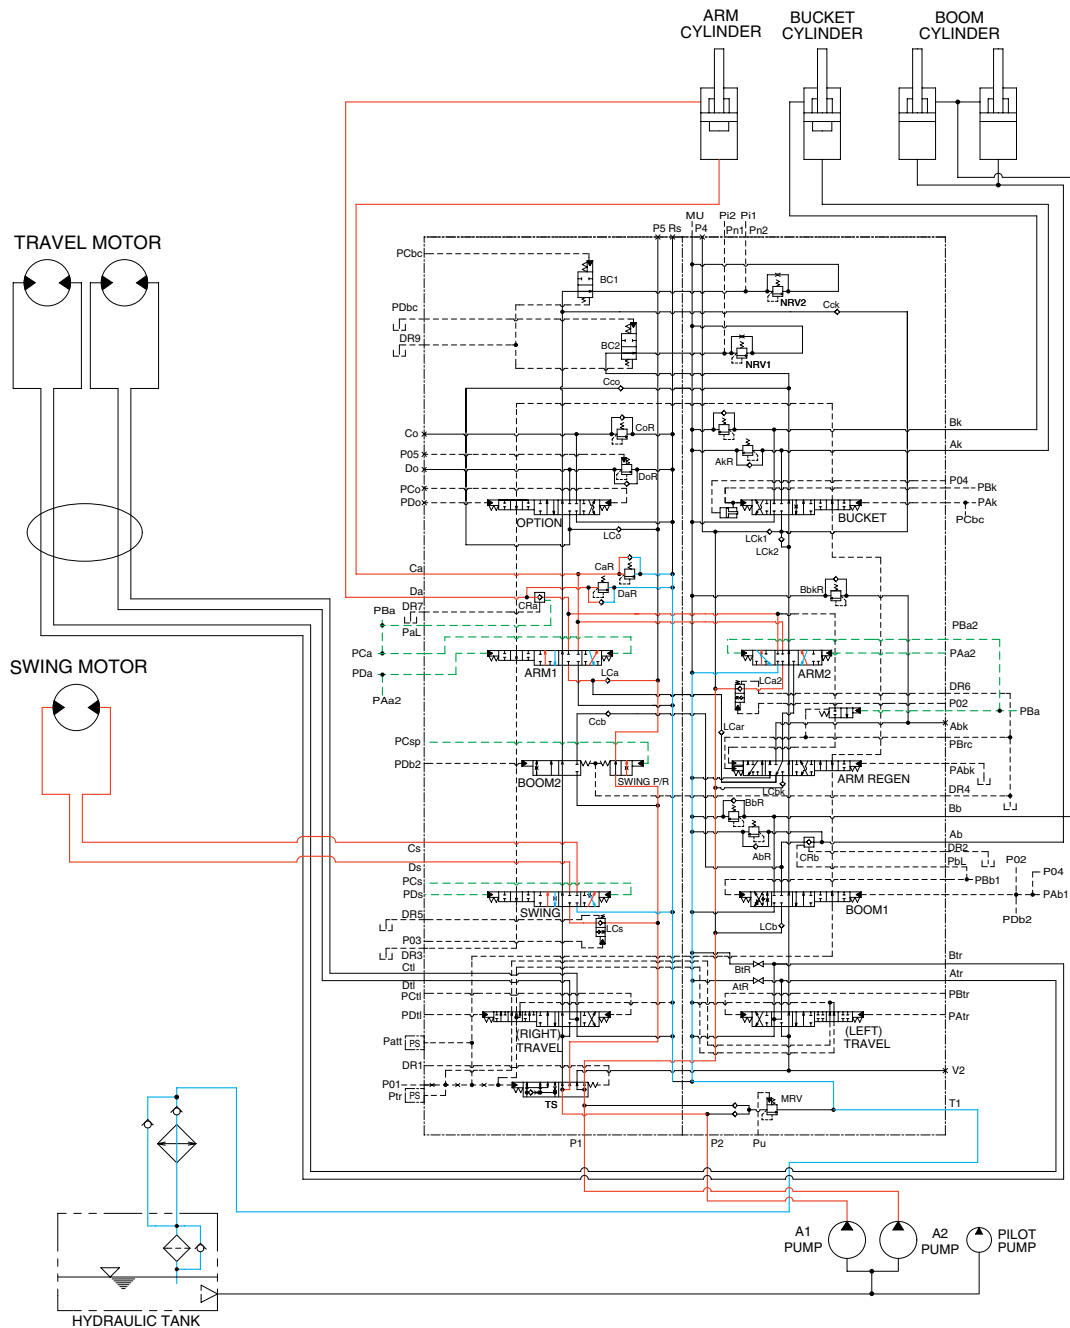 ARM
CYLINDER
BUCKET
CYLINDER
BOOM
CYLINDER
TRAVEL MOTOR
SWING MOTOR
MU
Pi2 Pi1
P5 Rs
P4
Pn1 Pn2
PCbc
BC1
NRV2
Cck
PDbc
DR9
BC2
NRV1
Cco
Co
CoR
Bk
P05
Ak
Do
AkR
DoR
P04
PCo
PBk
PDo
PAk
OPTION
BUCKET
PCbc
LCo
LCk1
LCk2
Ca
CaR
Da
DaR
BbkR
CRa
DR7
PBa
PaL
PBa2
PCa
PAa2
PDa
ARM1
LCa
ARM2
LCa2
DR6
PAa2
P02
Ccb
PBa
LCar
Abk
PCsp
PBrc
PDb2
BOOM2
SWING P/R
ARM REGEN
PAbk
LCbk
DR4
BbR
Bb
Cs
AbR
CRb
Ab
DR2
Ds
PbL
P02
P04
PCs
PBb1
PDs
PAb1
SWING
BOOM1
DR5
LCs
LCb
PDb2
P03
DR3
Ctl
BtR
Btr
Dtl
AtR
Atr
PCtl
PBtr
PDtl
PAtr
(RIGHT)
TRAVEL
(LEFT)
TRAVEL
Patt
PS
DR1
V2
P01
Ptr
PS
TS
MRV
T1
P1
P2
Pu
A1
PUMP
A2
PUMP
PILOT
PUMP
HYDRAULIC TANK